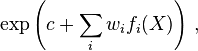 exp(c + ∑_i w_i f_i(X)) ,